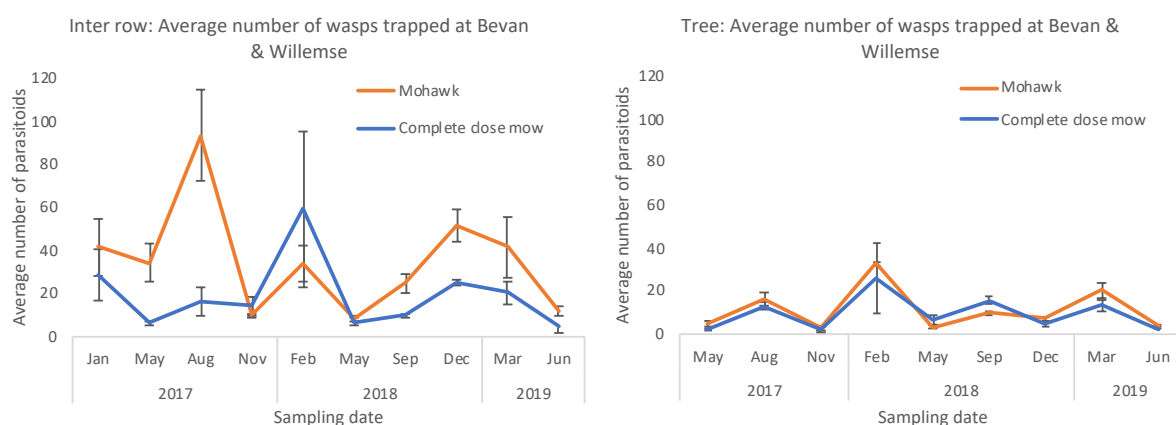 Inter row: Average number of wasps trapped at Bevan
& Willemse
Average number of parasitoids
120
100
80
60
40
20
0
Mohawk
Complete close mow
Jan May Aug Nov Feb May Sep Dec Mar Jun
2017 2018 2019
Sampling date
Tree: Average number of wasps trapped at Bevan &
Willemse
Average number of parasitoids
120
100
80
60
40
20
0
Mohawk
Complete close mow
May Aug Nov Feb May Sep Dec Mar Jun
2017 2018 2019
Sampling date